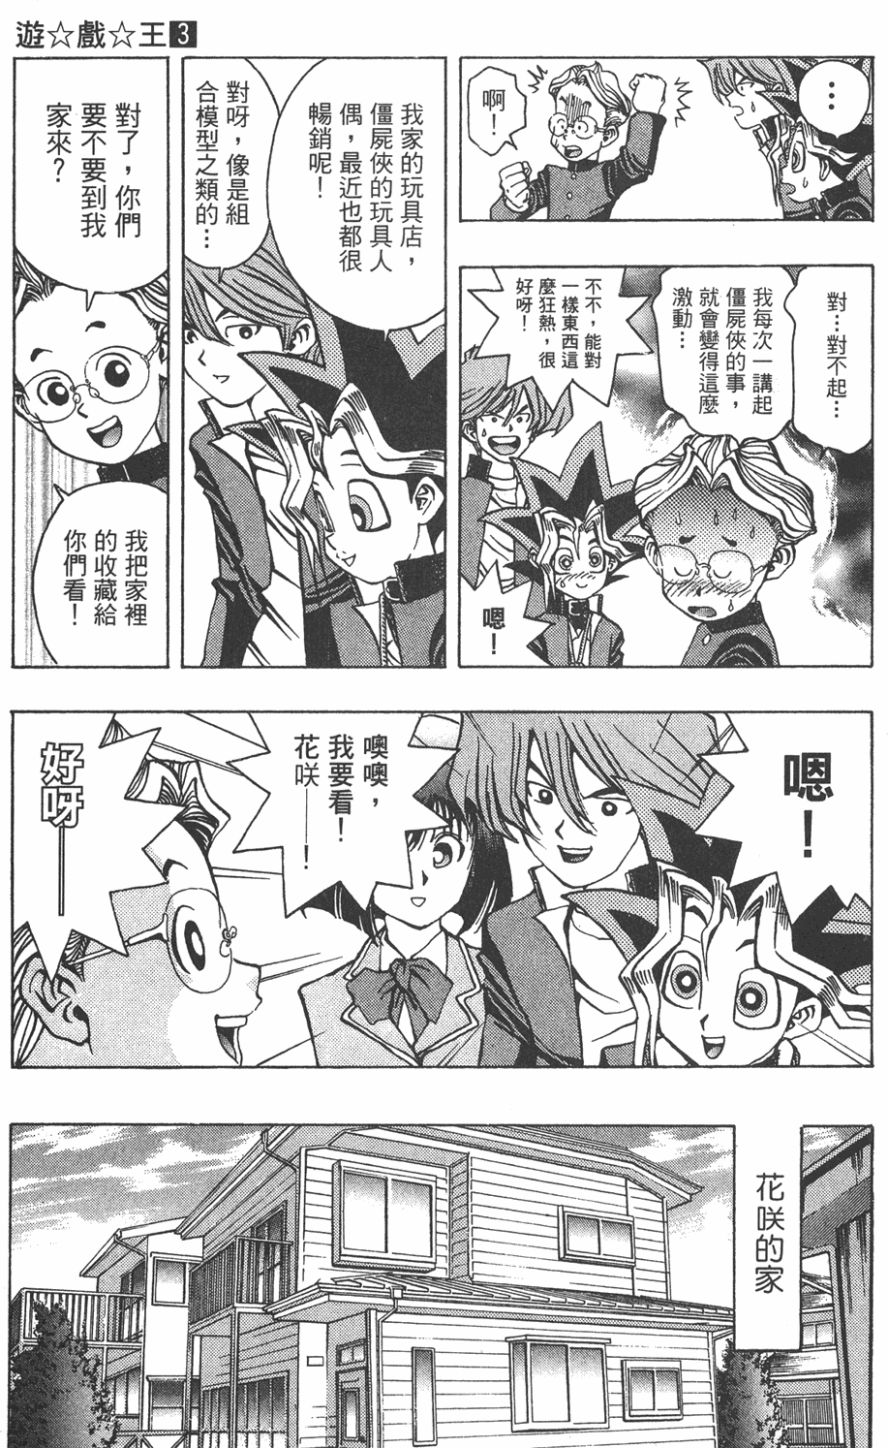 遊☆戲☆王3
…
啊！
對…對不起…
我每次一講起
僵屍俠的事，
就會變得這麼
激動…
不不，能對
一樣東西這
麼狂熱，很
好呀！
嗯！
我家的玩具店，
僵屍俠的玩具人
偶，最近也都很
暢銷呢！
對呀，像是組
合模型之類的…
對了，你們
要不要到我
家來？
我把家裡
的收藏給
你們看！
嗯！
噢噢，
我要看！
花咲——！
好呀——
花咲的家